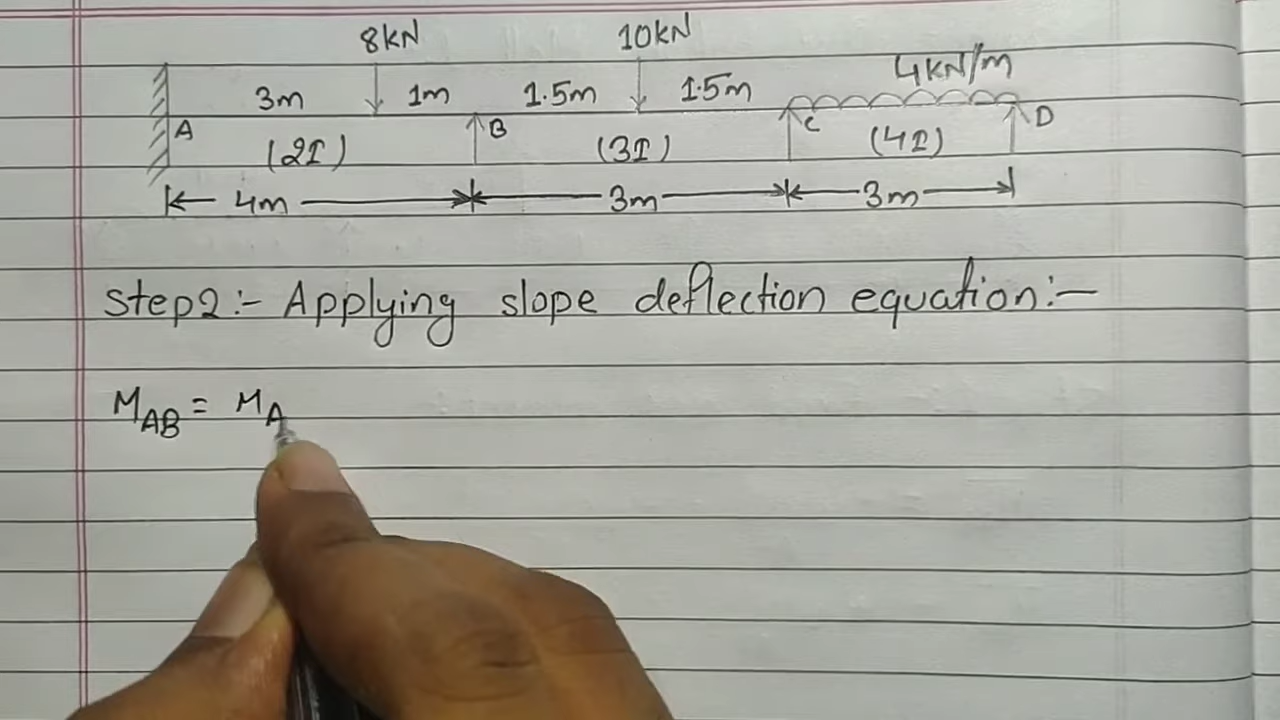 8KN 10KN
4KN/m
3m 1m 1.5m 1.5m
A B C D
(2I) (3I) (4I)
4m 3m 3m
Step2:- Applying slope deflection equation:-
MAB = MA